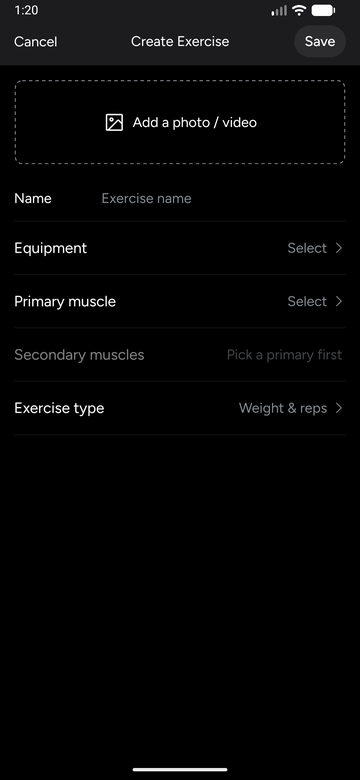 1:20
Cancel Create Exercise Save
Add a photo / video
Name Exercise name
Equipment Select
Primary muscle Select
Secondary muscles Pick a primary first
Exercise type Weight & reps